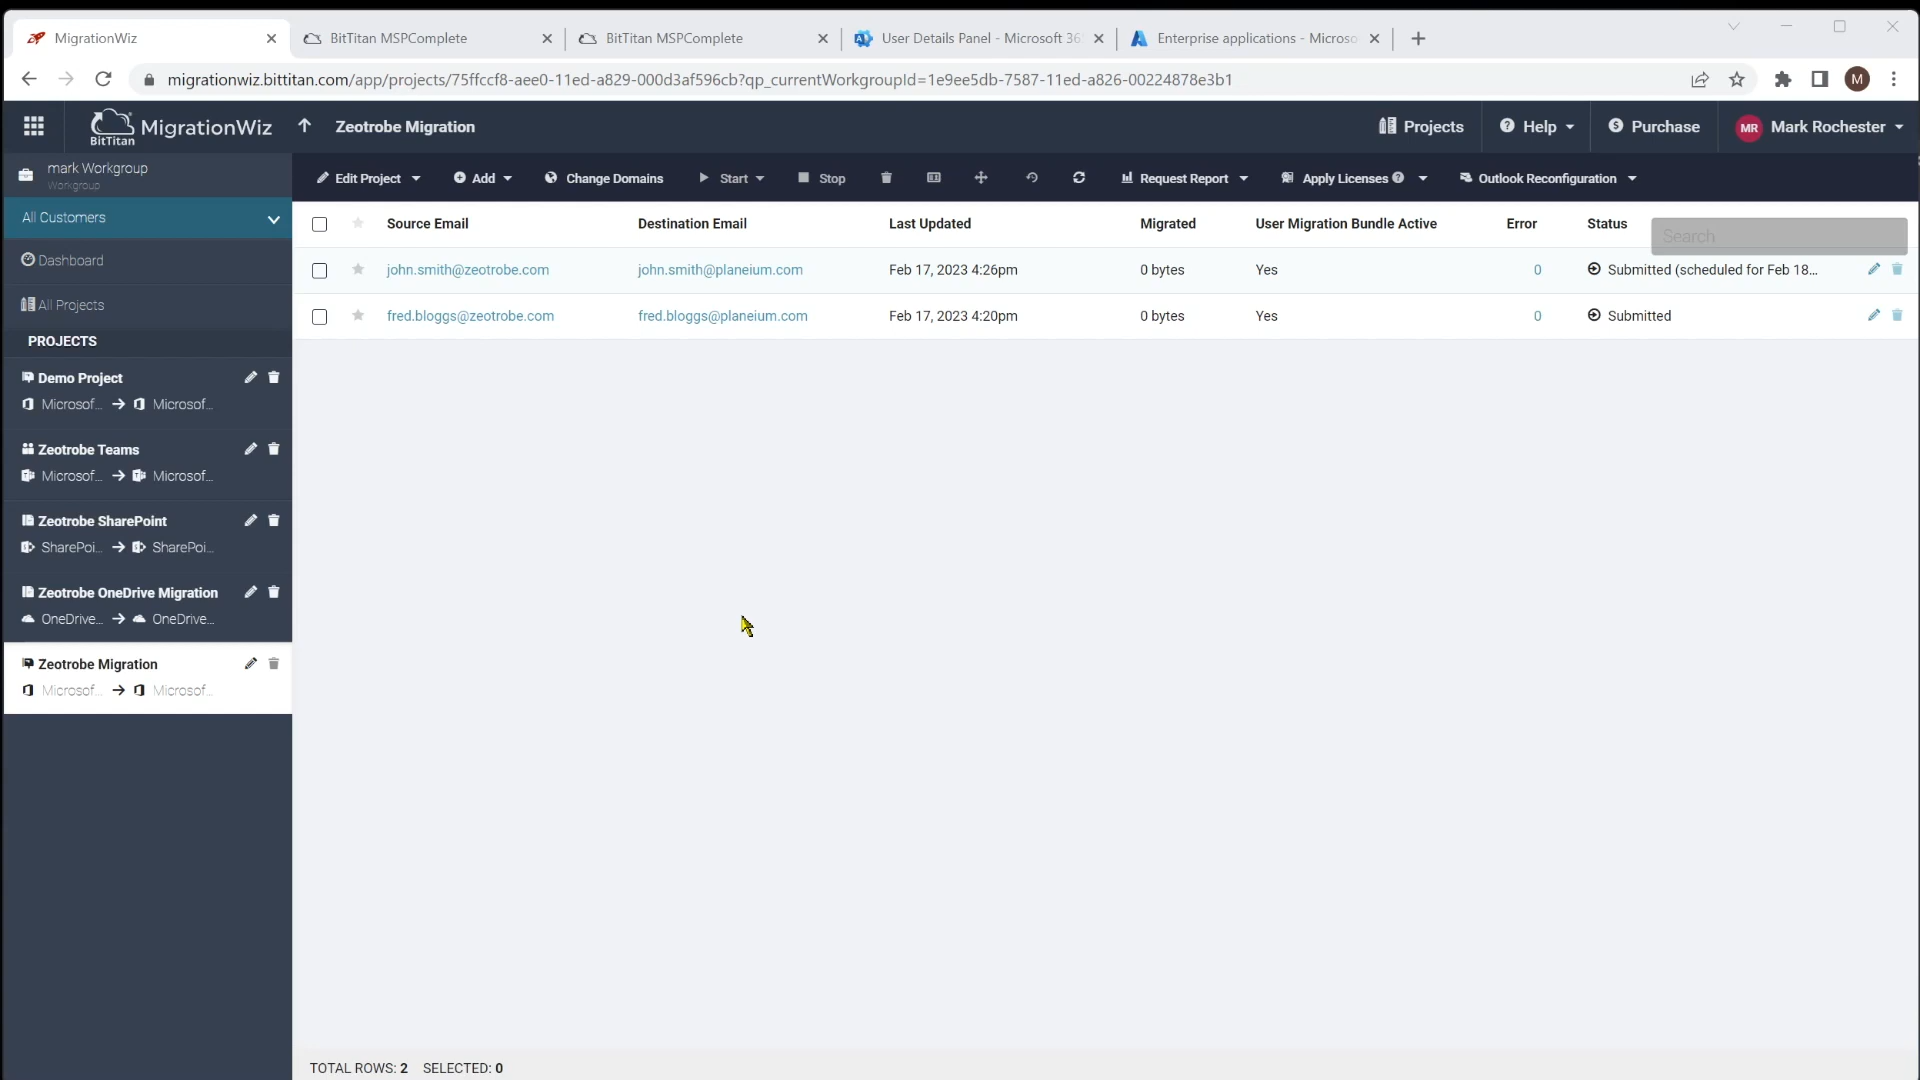 MigrationWiz
BitTitan MSPComplete
BitTitan MSPComplete
User Details Panel - Microsoft 36
Enterprise applications - Microso
migrationwiz.bittitan.com/app/projects/75ffccf8-aee0-11ed-a829-000d3af596cb?qp_currentWorkgroupId=1e9ee5db-7587-11ed-a826-00224878e3b1
M
BitTitan MigrationWiz
Zeotrobe Migration
Projects
Help
Purchase
MR Mark Rochester
mark Workgroup
Workgroup
Edit Project
Add
Change Domains
Start
Stop
Request Report
Apply Licenses
Outlook Reconfiguration
All Customers
Dashboard
All Projects
PROJECTS
Demo Project
Microsof... Microsof...
Zeotrobe Teams
Microsof... Microsof...
Zeotrobe SharePoint
SharePoi... SharePoi...
Zeotrobe OneDrive Migration
OneDrive... OneDrive...
Zeotrobe Migration
Microsof... Microsof...
Source Email Destination Email Last Updated Migrated User Migration Bundle Active Error Status
Search
john.smith@zeotrobe.com john.smith@planeium.com Feb 17, 2023 4:26pm 0 bytes Yes 0 Submitted (scheduled for Feb 18...
fred.bloggs@zeotrobe.com fred.bloggs@planeium.com Feb 17, 2023 4:20pm 0 bytes Yes 0 Submitted
TOTAL ROWS: 2 SELECTED: 0